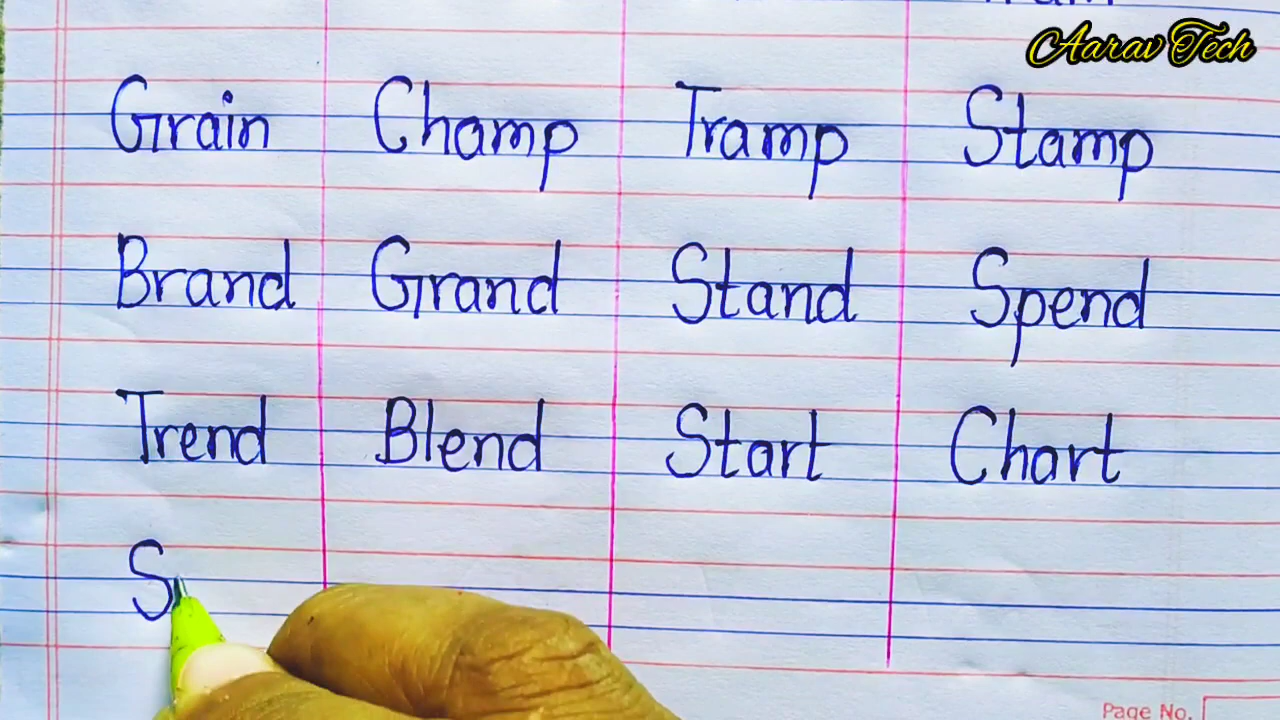 Aarav Tech
Grain Champ Tramp Stamp
Brand Grand Stand Spend
Trend Blend Start Chart
S
Page No.